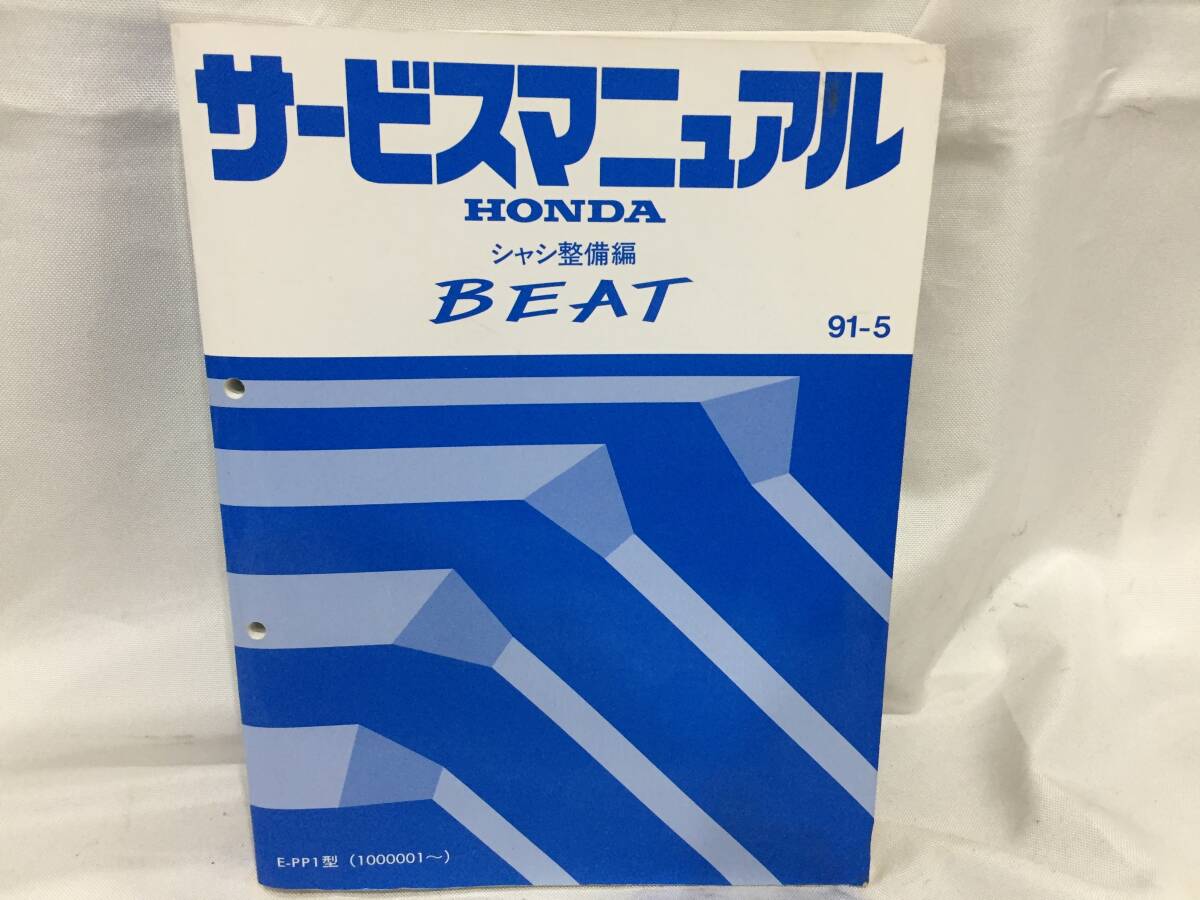 サービスマニュアル
HONDA
シャシ整備編
BEAT
91-5
E-PP1型 (1000001～)